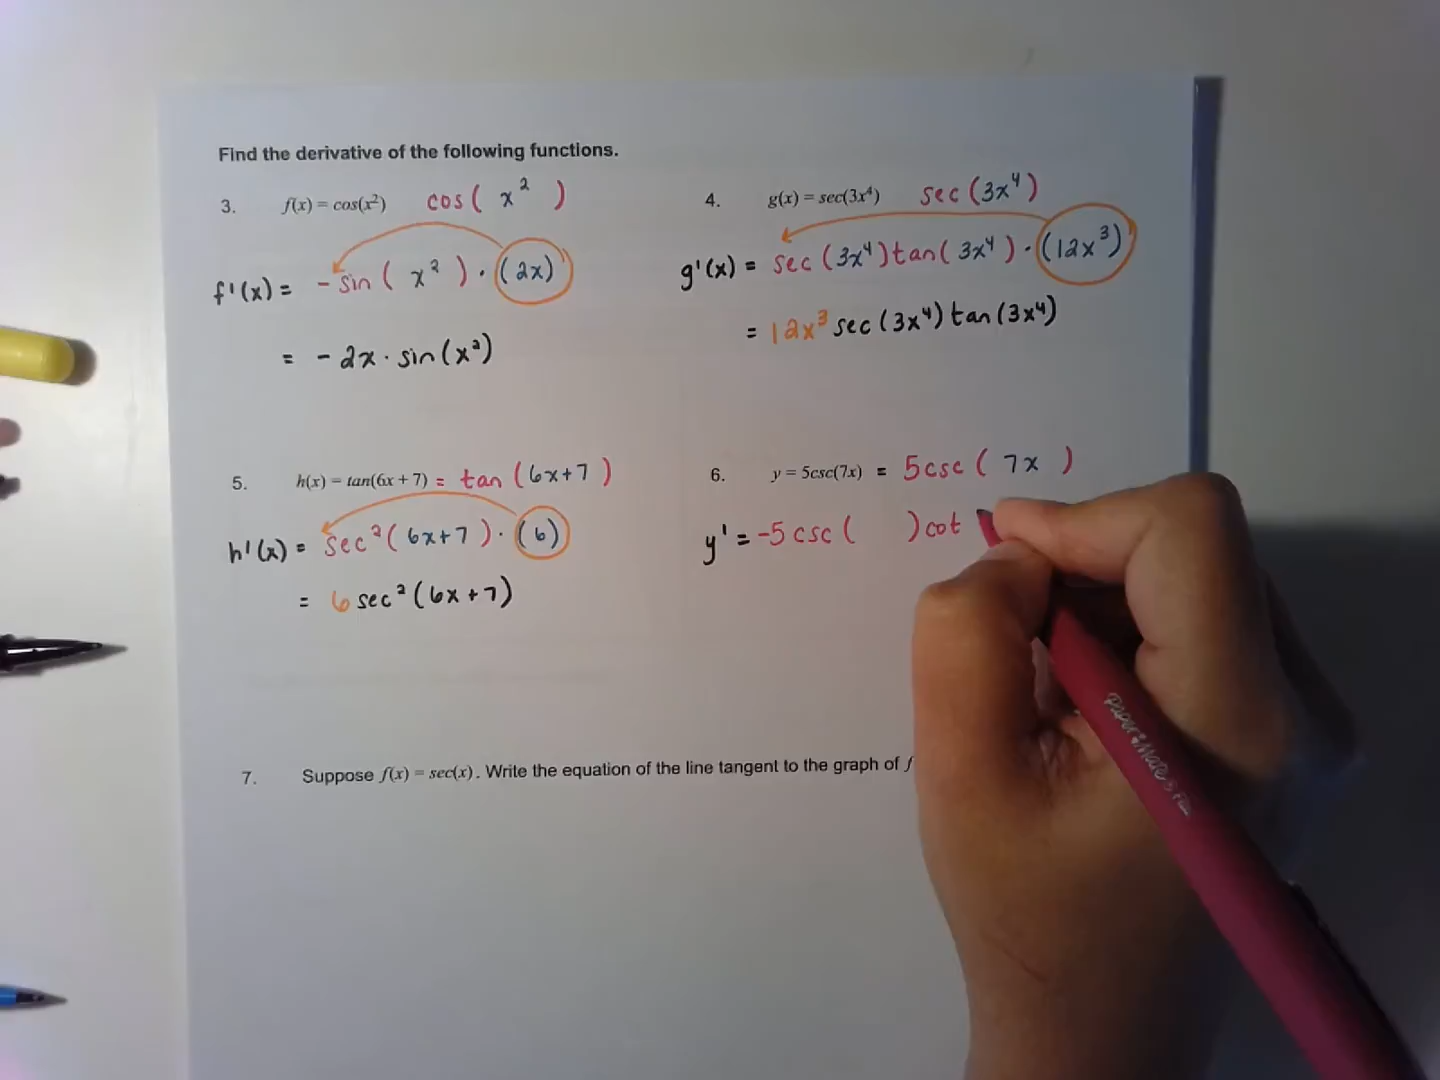 Find the derivative of the following functions.
3. f(x) = cos(x²) cos( x² )
f'(x) = -sin( x² ) · (2x)
= -2x · sin(x²)
4. g(x) = sec(3x⁴) sec(3x⁴)
g'(x) = sec(3x⁴)tan(3x⁴) · (12x³)
= 12x³ sec(3x⁴)tan(3x⁴)
5. h(x) = tan(6x + 7) = tan(6x+7)
h'(x) = sec²(6x+7) · (6)
= 6 sec²(6x+7)
6. y = 5csc(7x) = 5csc( 7x )
y' = -5csc( )cot
7. Suppose f(x) = sec(x). Write the equation of the line tangent to the graph of f
PAPER MATE